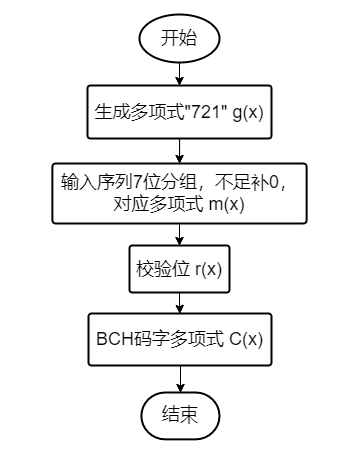 开始
生成多项式"721" g(x)
输入序列7位分组，不足补0，
对应多项式 m(x)
校验位 r(x)
BCH码字多项式 C(x)
结束